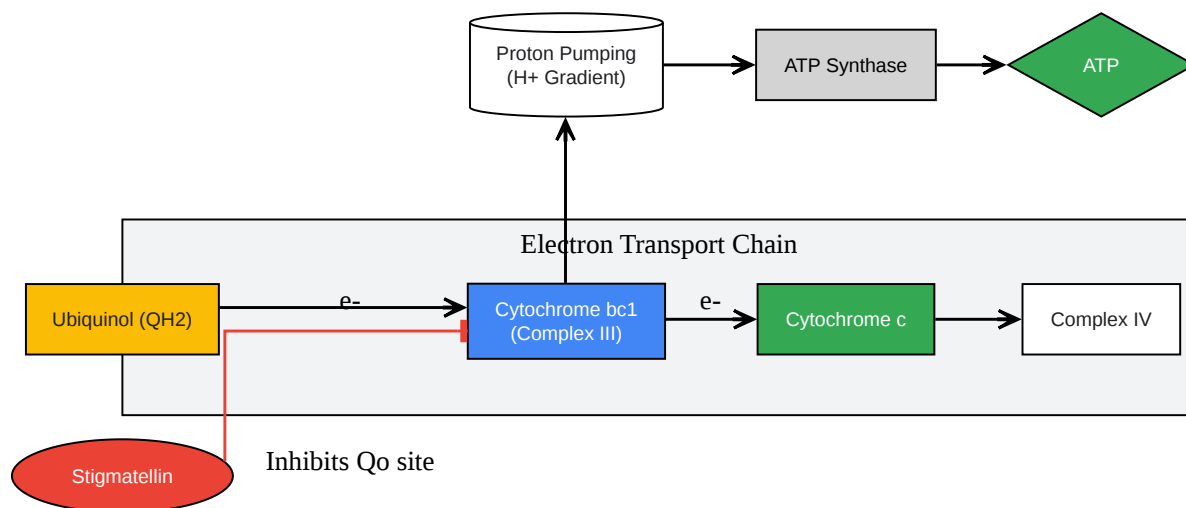 Proton Pumping
(H+ Gradient)
ATP Synthase
ATP
Electron Transport Chain
Ubiquinol (QH2)
e-
Cytochrome bc1
(Complex III)
e-
Cytochrome c
Complex IV
Stigmatellin
Inhibits Qo site